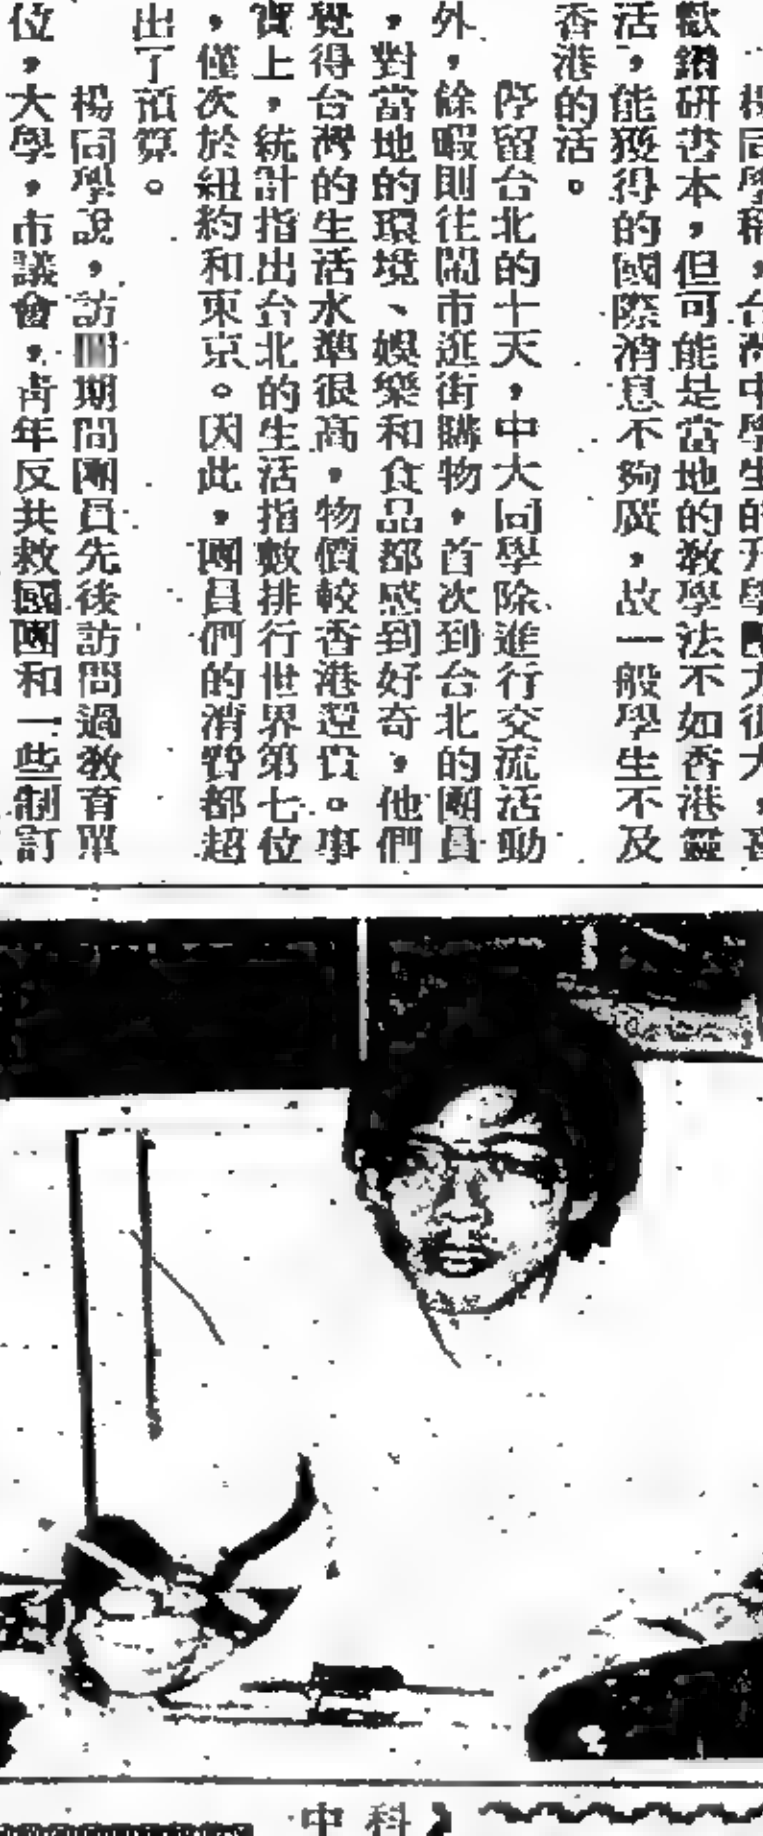 楊同學稱，台灣中學生的升學壓力很大，喜
歡鑽研書本，但可能是當地的教學法不如香港靈
活，能獲得的國際消息不夠廣，故一般學生不及
香港的活。
停留台北的十天，中大同學除進行交流活動
外，餘暇則往鬧市逛街購物，首次到台北的團員
，對當地的環境、娛樂和食品都感到好奇，他們
覺得台灣的生活水準很高，物價較香港還貴。事
實上，統計指出台北的生活指數排行世界第七位
，僅次於紐約和東京。因此，團員們的消費都超
出了預算。
楊同學說，訪問期間團員先後訪問過教育單
位，大學，市議會，青年反共救國團和一些制訂
中科